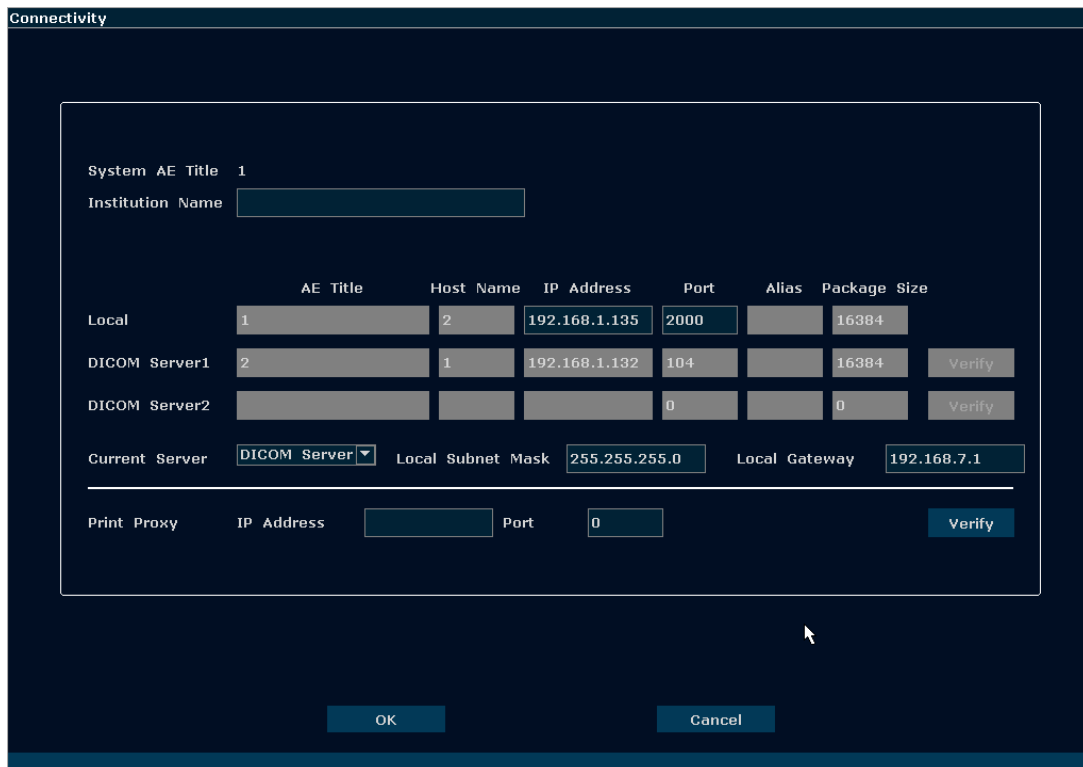 Connectivity
System AE Title 1
Institution Name
AE Title Host Name IP Address Port Alias Package Size
Local 1 2 192.168.1.135 2000 16384
DICOM Server1 2 1 192.168.1.132 104 16384 Verify
DICOM Server2 0 0 Verify
Current Server DICOM Server Local Subnet Mask 255.255.255.0 Local Gateway 192.168.7.1
Print Proxy IP Address Port 0 Verify
OK Cancel